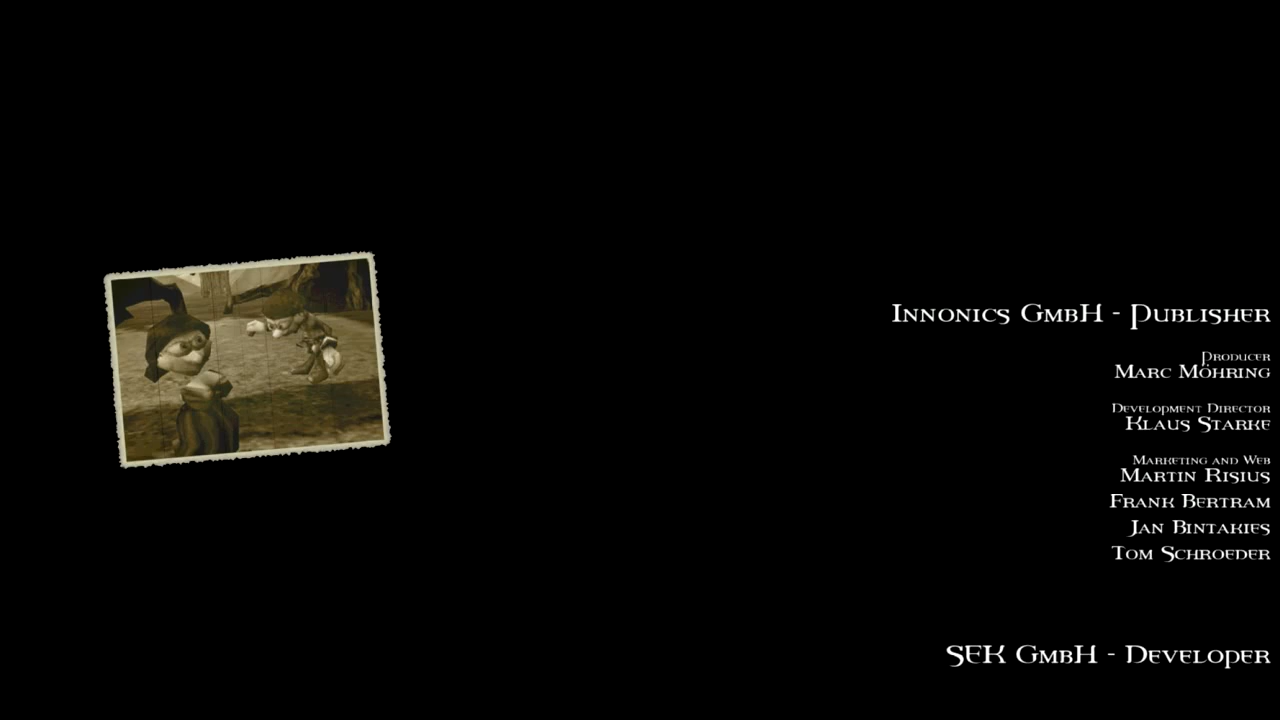 Innonics GmbH - Publisher
Producer
Marc Möhring
Development Director
Klaus Starke
Marketing and Web
Martin Risius
Frank Bertram
Jan Bintakies
Tom Schroeder
SEK GmbH - Developer